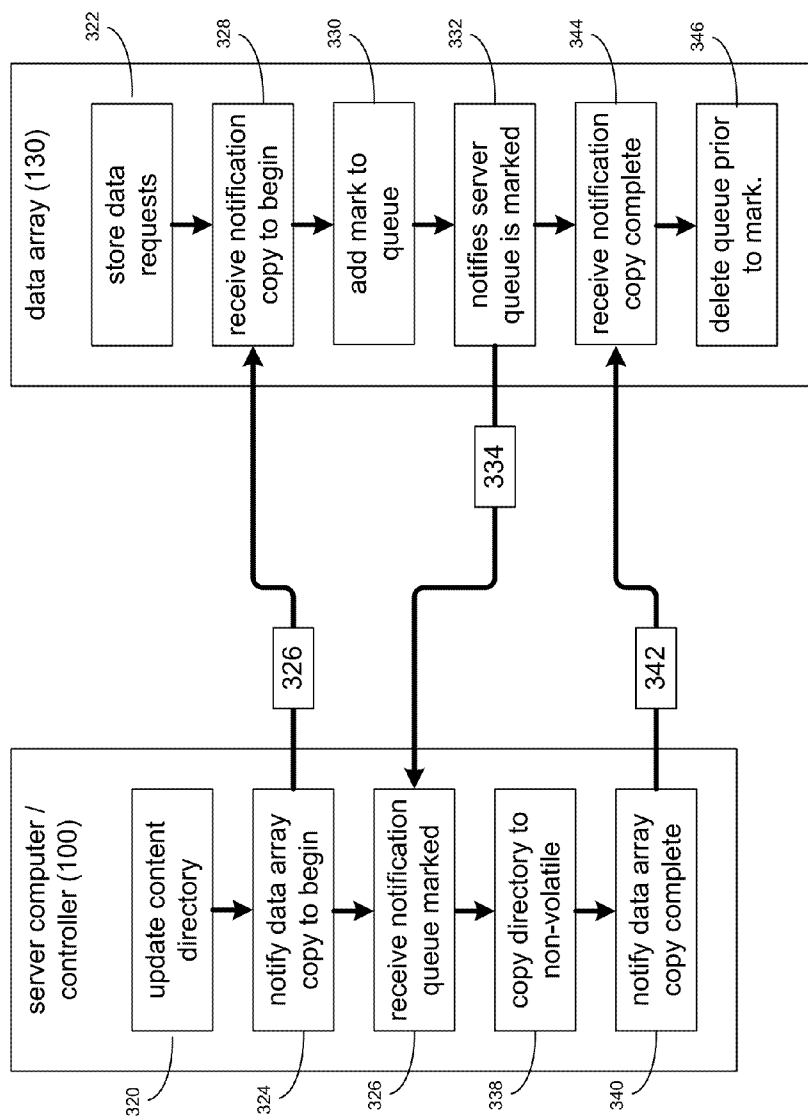 server computer /
controller (100)
320
update content
directory
324
notify data array
copy to begin
326
receive notification
queue marked
338
copy directory to
non-volatile
340
notify data array
copy complete
326
334
342
data array (130)
store data
requests
322
receive notification
copy to begin
328
add mark to
queue
330
notifies server
queue is marked
332
receive notification
copy complete
344
delete queue prior
to mark.
346